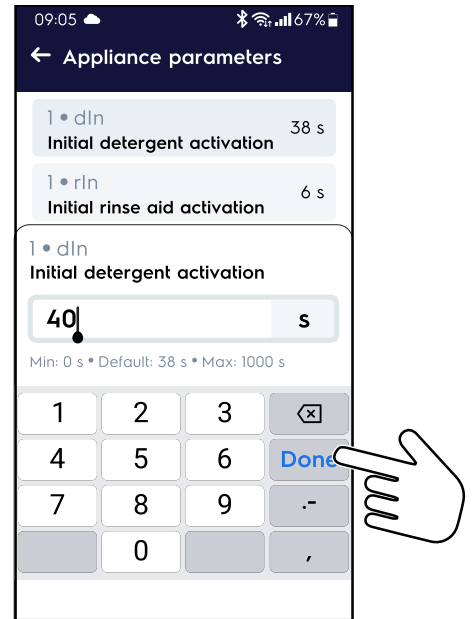 09:05 67%
← Appliance parameters
1 • dIn
Initial detergent activation
38 s
1 • rIn
Initial rinse aid activation
6 s
1 • dIn
Initial detergent activation
40 s
Min: 0 s • Default: 38 s • Max: 1000 s
1 2 3
4 5 6 Done
7 8 9 .-
0 ,